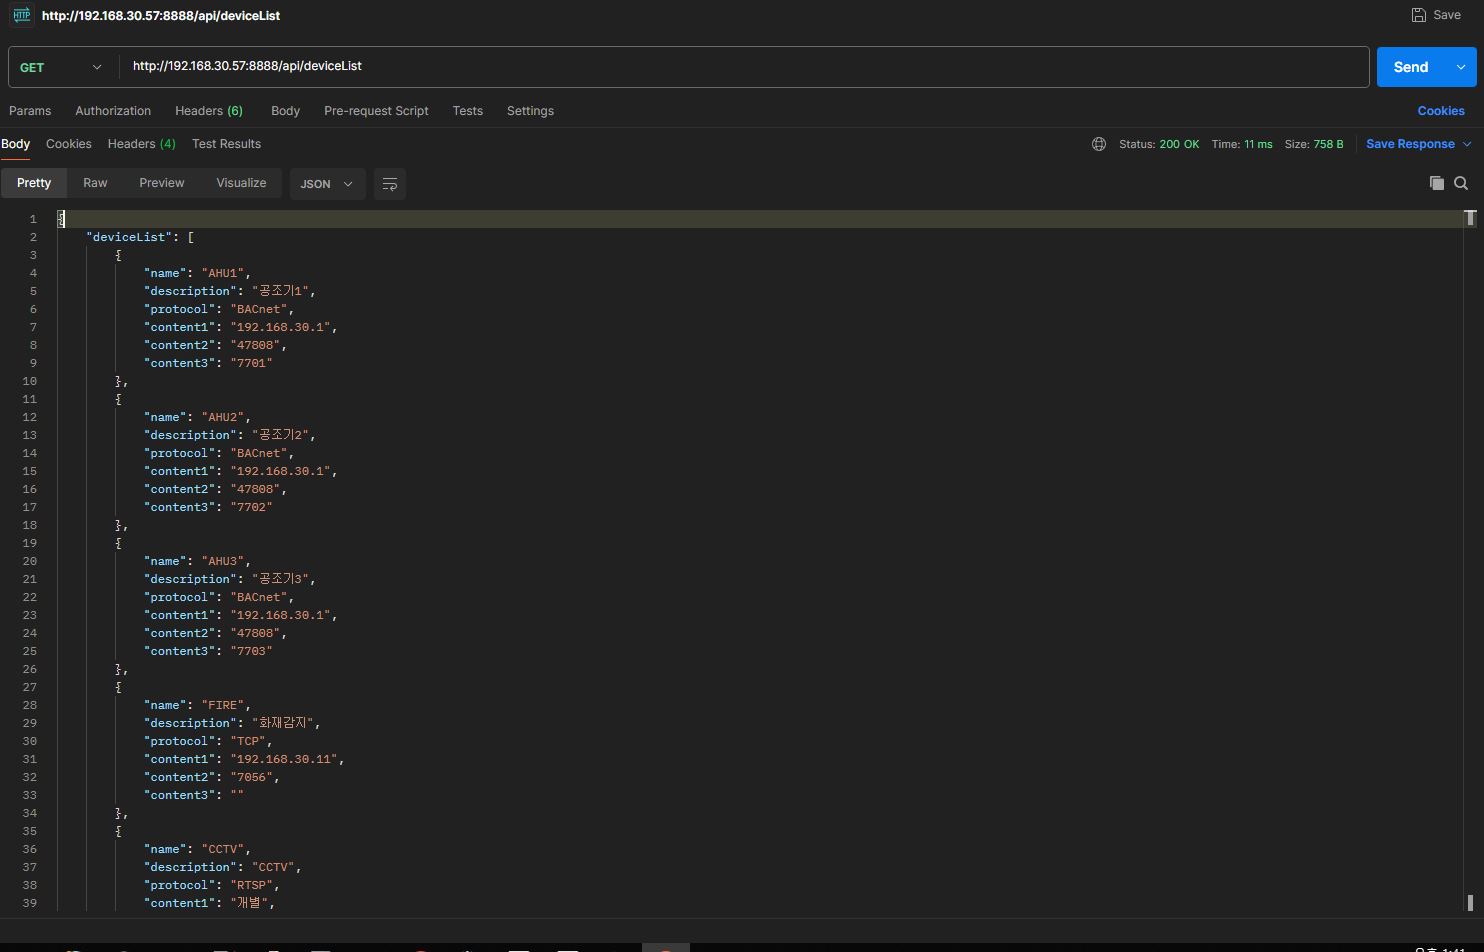 HTTP http://192.168.30.57:8888/api/deviceList Save
GET http://192.168.30.57:8888/api/deviceList Send
Params Authorization Headers (6) Body Pre-request Script Tests Settings Cookies
Body Cookies Headers (4) Test Results Status: 200 OK Time: 11 ms Size: 758 B Save Response
Pretty Raw Preview Visualize JSON
1 {
2 "deviceList": [
3 {
4 "name": "AHU1",
5 "description": "공조기1",
6 "protocol": "BACnet",
7 "content1": "192.168.30.1",
8 "content2": "47808",
9 "content3": "7701"
10 },
11 {
12 "name": "AHU2",
13 "description": "공조기2",
14 "protocol": "BACnet",
15 "content1": "192.168.30.1",
16 "content2": "47808",
17 "content3": "7702"
18 },
19 {
20 "name": "AHU3",
21 "description": "공조기3",
22 "protocol": "BACnet",
23 "content1": "192.168.30.1",
24 "content2": "47808",
25 "content3": "7703"
26 },
27 {
28 "name": "FIRE",
29 "description": "화재감지",
30 "protocol": "TCP",
31 "content1": "192.168.30.11",
32 "content2": "7056",
33 "content3": ""
34 },
35 {
36 "name": "CCTV",
37 "description": "CCTV",
38 "protocol": "RTSP",
39 "content1": "개별",